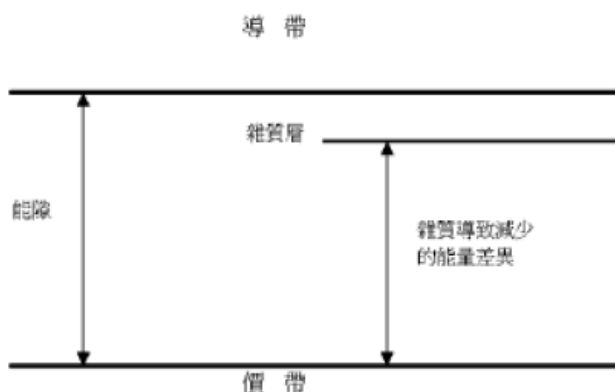 導 帶
雜質層
能隙
雜質導致減少
的能量差異
價 帶